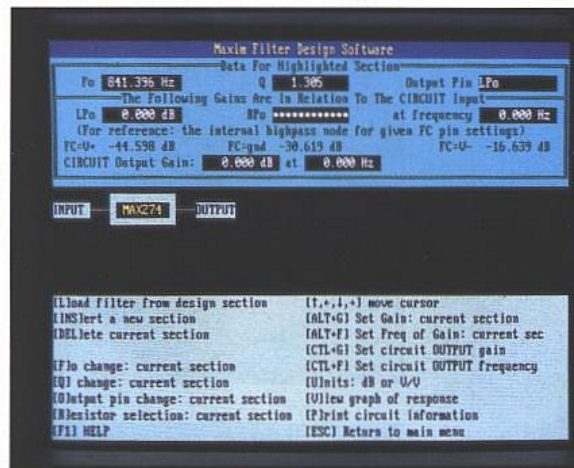 Maxim Filter Design Software
Data For Highlighted Section
Fo 841.396 Hz Q 1.305 Output Pin LPo
The Following Gains Are In Relation To The CIRCUIT Input
LPo 0.000 dB BPo ************ at frequency 0.000 Hz
(For reference: the internal highpass node for given FC pin settings)
FC=V+ -44.598 dB FC=gnd -30.619 dB FC=V- -16.639 dB
CIRCUIT Output Gain: 0.000 dB at 0.000 Hz
INPUT MAX274 OUTPUT
[L]oad filter from design section [↑,→,↓,←] move cursor
[INS]ert a new section [ALT+G] Set Gain: current section
[DEL]ete current section [ALT+F] Set Freq of Gain: current sec
[CTL+G] Set circuit OUTPUT gain
[F]o change: current section [CTL+F] Set circuit OUTPUT frequency
[Q] change: current section [U]nits: dB or V/V
[O]utput pin change: current section [V]iew graph of response
[R]esistor selection: current section [P]rint circuit information
[F1] HELP [ESC] Return to main menu